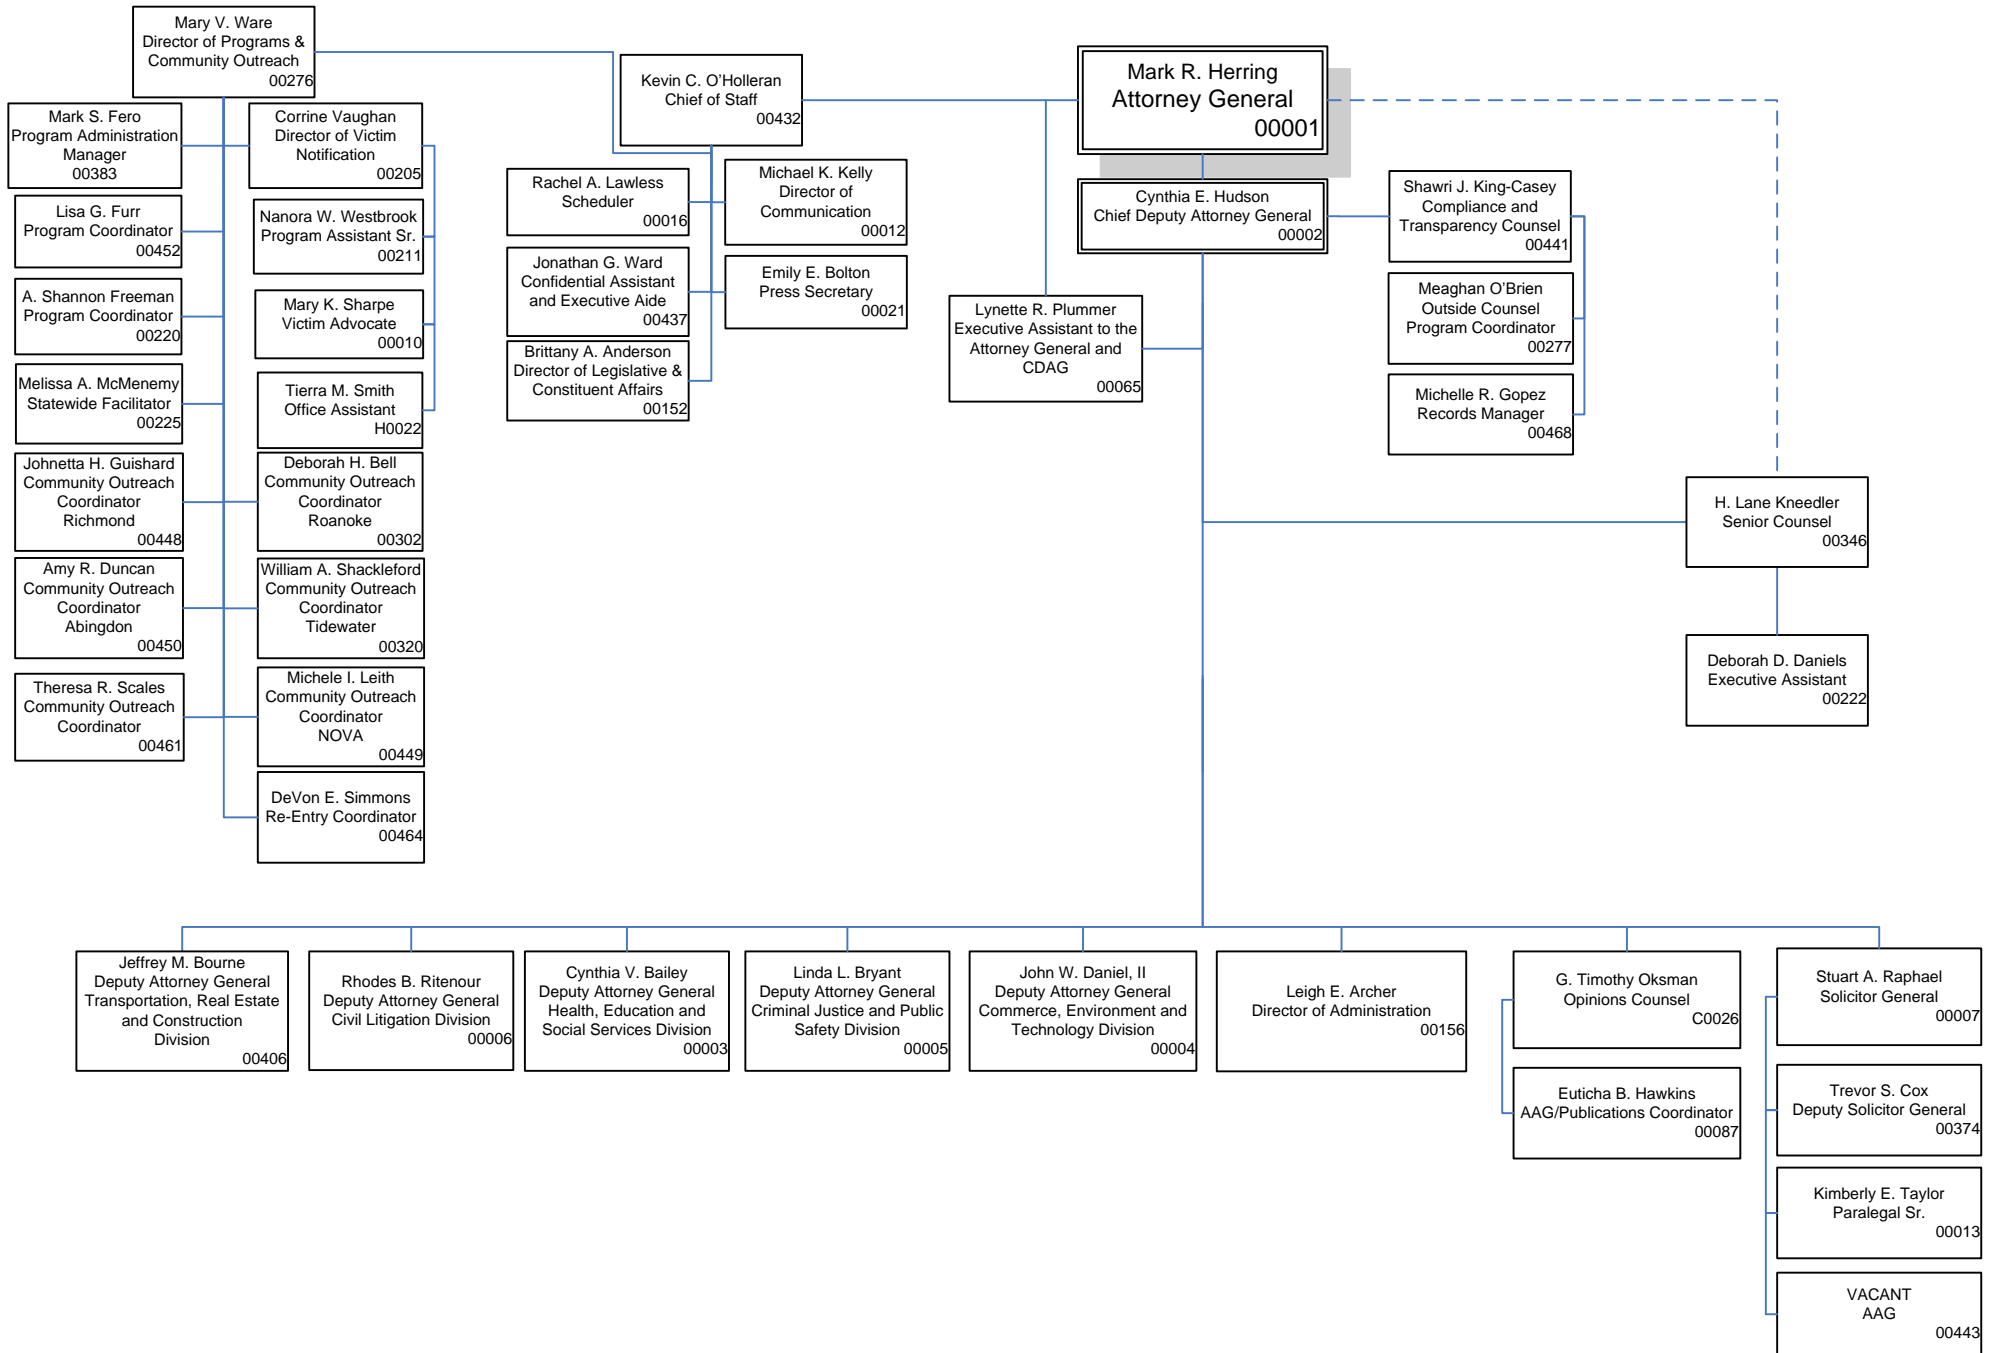 Mary V. Ware
Director of Programs &
Community Outreach
00276
Mark S. Fero
Program Administration
Manager
00383
Corrine Vaughan
Director of Victim
Notification
00205
Lisa G. Furr
Program Coordinator
00452
Nanora W. Westbrook
Program Assistant Sr.
00211
A. Shannon Freeman
Program Coordinator
00220
Mary K. Sharpe
Victim Advocate
00010
Melissa A. McMenemy
Statewide Facilitator
00225
Tierra M. Smith
Office Assistant
H0022
Johnetta H. Guishard
Community Outreach
Coordinator
Richmond
00448
Deborah H. Bell
Community Outreach
Coordinator
Roanoke
00302
Amy R. Duncan
Community Outreach
Coordinator
Abingdon
00450
William A. Shackleford
Community Outreach
Coordinator
Tidewater
00320
Theresa R. Scales
Community Outreach
Coordinator
00461
Michele I. Leith
Community Outreach
Coordinator
NOVA
00449
DeVon E. Simmons
Re-Entry Coordinator
00464
Kevin C. O’Holleran
Chief of Staff
00432
Rachel A. Lawless
Scheduler
00016
Michael K. Kelly
Director of
Communication
00012
Jonathan G. Ward
Confidential Assistant
and Executive Aide
00437
Emily E. Bolton
Press Secretary
00021
Brittany A. Anderson
Director of Legislative &
Constituent Affairs
00152
Mark R. Herring
Attorney General
00001
Cynthia E. Hudson
Chief Deputy Attorney General
00002
Lynette R. Plummer
Executive Assistant to the
Attorney General and
CDAG
00065
Shawri J. King-Casey
Compliance and
Transparency Counsel
00441
Meaghan O’Brien
Outside Counsel
Program Coordinator
00277
Michelle R. Gopez
Records Manager
00468
H. Lane Kneedler
Senior Counsel
00346
Deborah D. Daniels
Executive Assistant
00222
Jeffrey M. Bourne
Deputy Attorney General
Transportation, Real Estate
and Construction
Division
00406
Rhodes B. Ritenour
Deputy Attorney General
Civil Litigation Division
00006
Cynthia V. Bailey
Deputy Attorney General
Health, Education and
Social Services Division
00003
Linda L. Bryant
Deputy Attorney General
Criminal Justice and Public
Safety Division
00005
John W. Daniel, II
Deputy Attorney General
Commerce, Environment and
Technology Division
00004
Leigh E. Archer
Director of Administration
00156
G. Timothy Oksman
Opinions Counsel
C0026
Euticha B. Hawkins
AAG/Publications Coordinator
00087
Stuart A. Raphael
Solicitor General
00007
Trevor S. Cox
Deputy Solicitor General
00374
Kimberly E. Taylor
Paralegal Sr.
00013
VACANT
AAG
00443